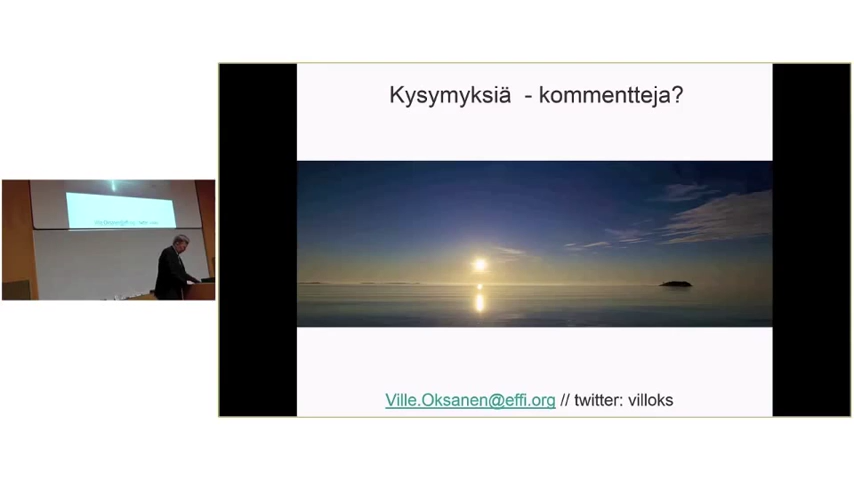 Kysymyksiä - kommentteja?
Ville.Oksanen@effi.org // twitter: villoks